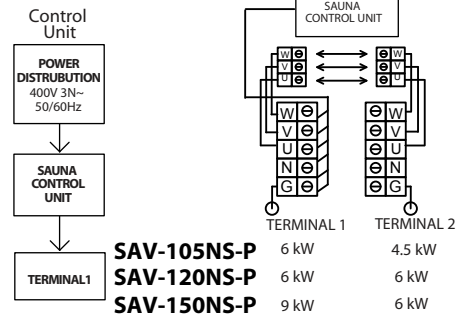 Control
Unit
POWER
DISTRUBUTION
400V 3N~
50/60Hz
SAUNA
CONTROL
UNIT
TERMINAL1
SAUNA
CONTROL UNIT
W
V
U
W
V
U
W
V
U
N
G
W
V
U
N
G
TERMINAL 1 TERMINAL 2
SAV-105NS-P 6 kW 4.5 kW
SAV-120NS-P 6 kW 6 kW
SAV-150NS-P 9 kW 6 kW